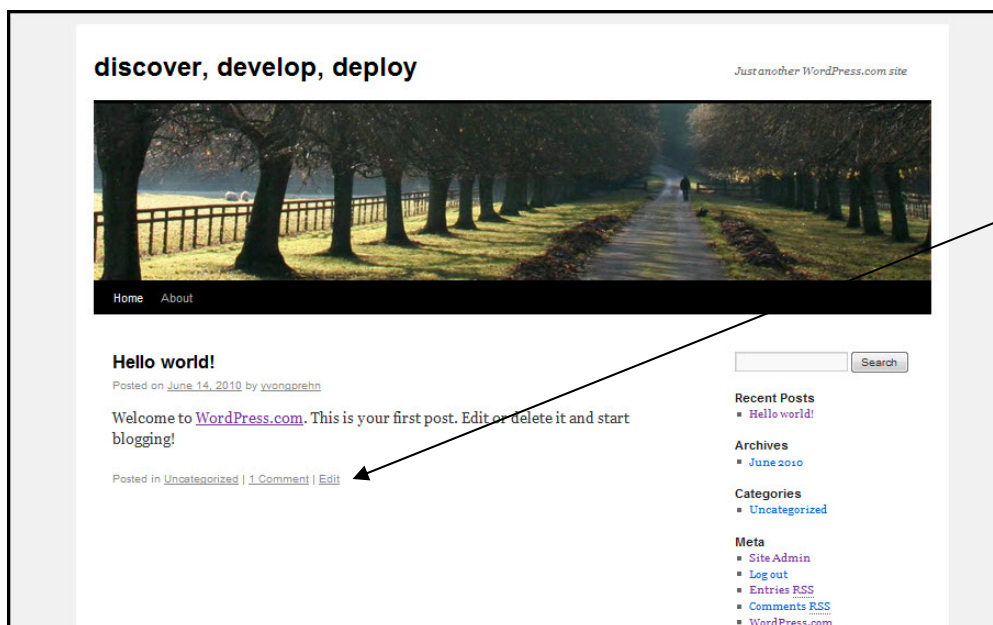 discover, develop, deploy
Just another WordPress.com site
Home About
Hello world!
Posted on June 14, 2010 by yvongprehn
Welcome to WordPress.com. This is your first post. Edit or delete it and start
blogging!
Posted in Uncategorized | 1 Comment | Edit
Search
Recent Posts
Hello world!
Archives
June 2010
Categories
Uncategorized
Meta
Site Admin
Log out
Entries RSS
Comments RSS
WordPress.com